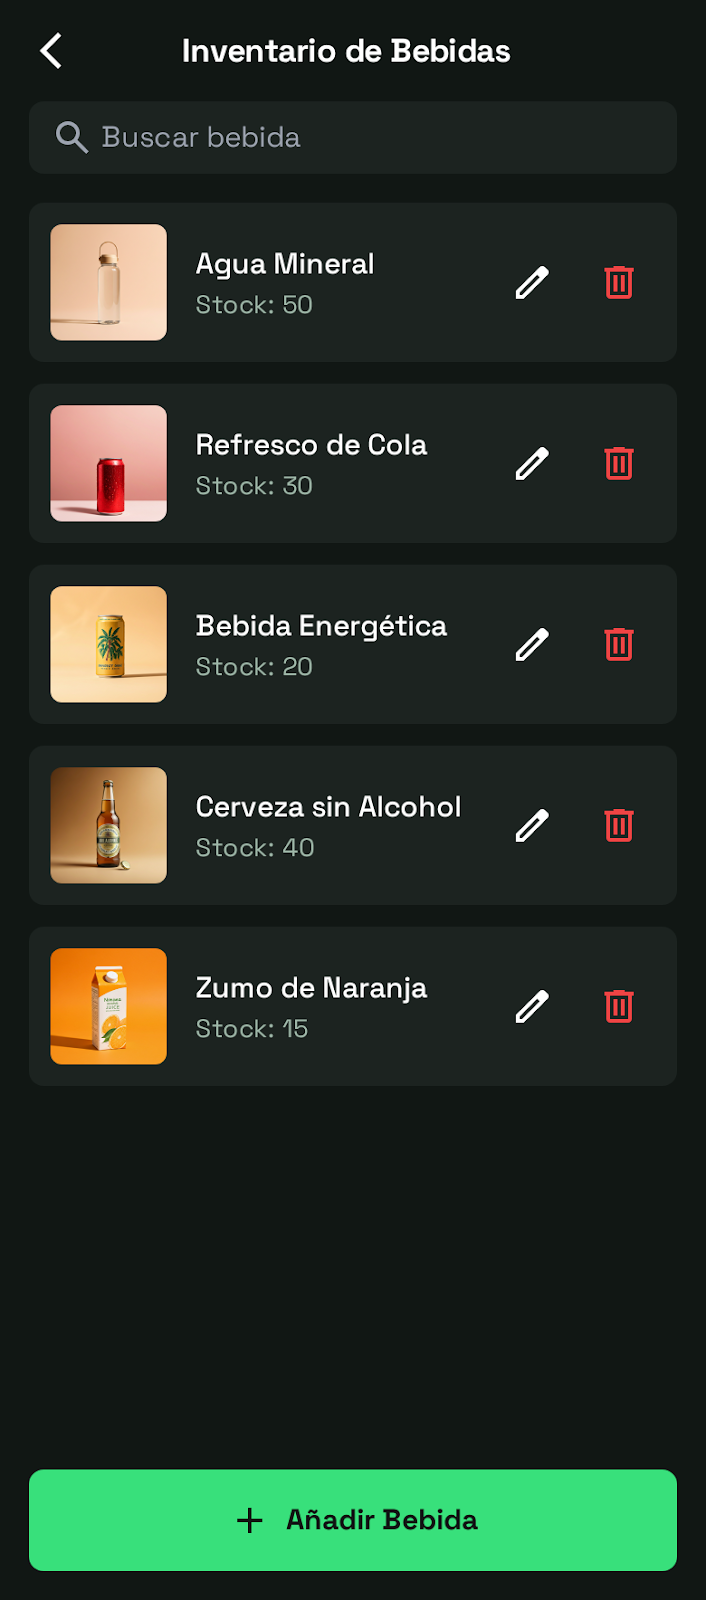 Inventario de Bebidas
Buscar bebida
Agua Mineral
Stock: 50
Refresco de Cola
Stock: 30
Bebida Energética
Stock: 20
Cerveza sin Alcohol
Stock: 40
Zumo de Naranja
Stock: 15
Añadir Bebida